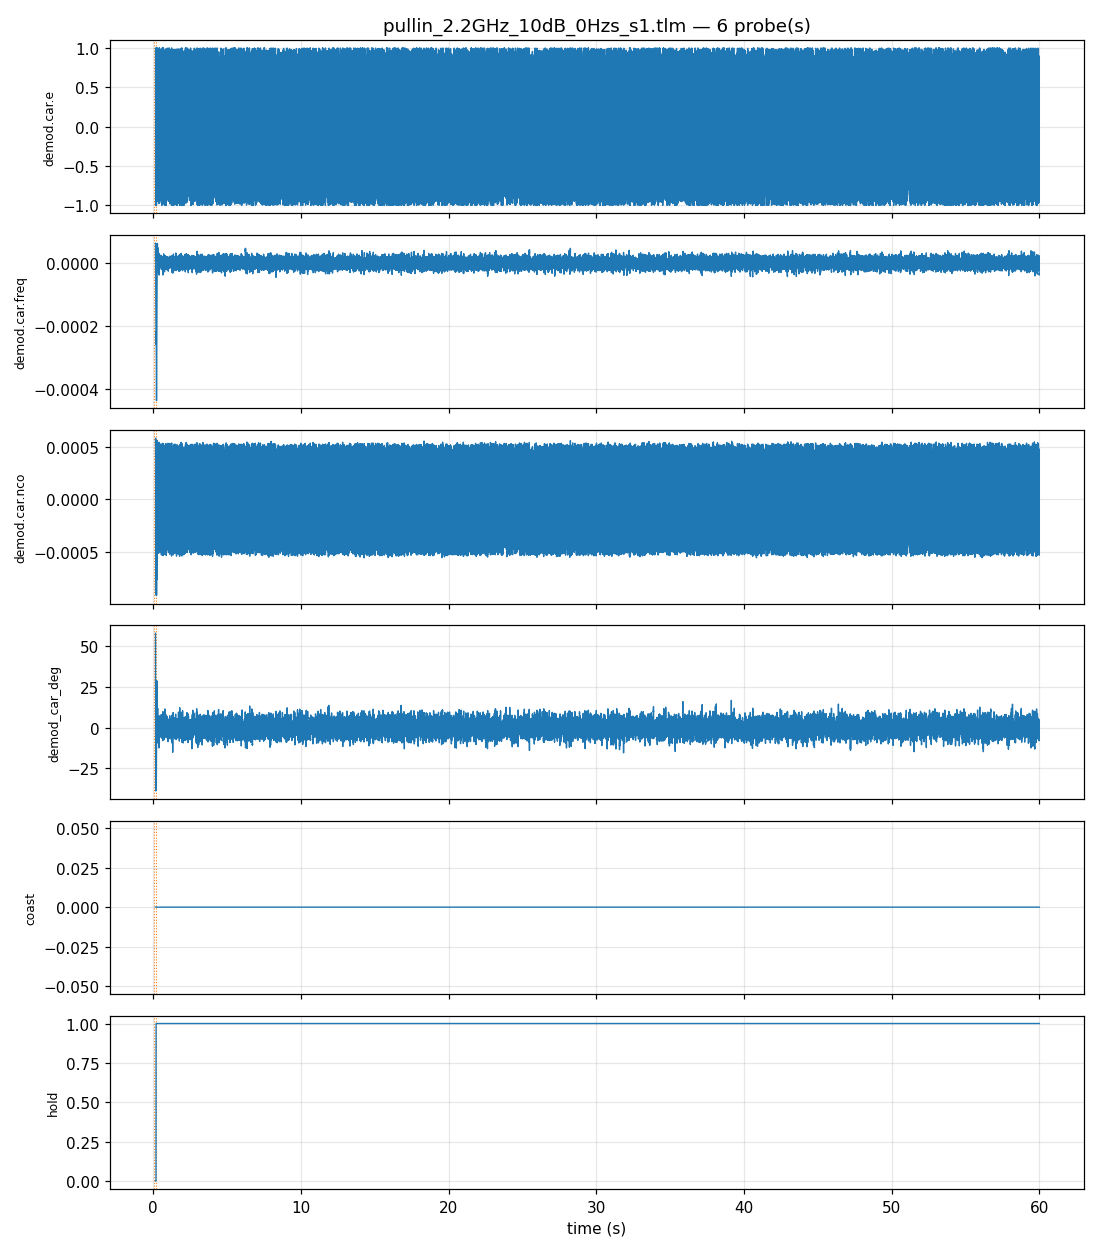 pullin_2.2GHz_10dB_0Hzs_s1.tlm — 6 probe(s)
1.0
0.5
0.0
−0.5
−1.0
demod.car.e
0.0000
−0.0002
−0.0004
demod.car.freq
0.0005
0.0000
−0.0005
demod.car.nco
50
25
0
−25
demod_car_deg
0.050
0.025
0.000
−0.025
−0.050
coast
1.00
0.75
0.50
0.25
0.00
hold
0 10 20 30 40 50 60
time (s)